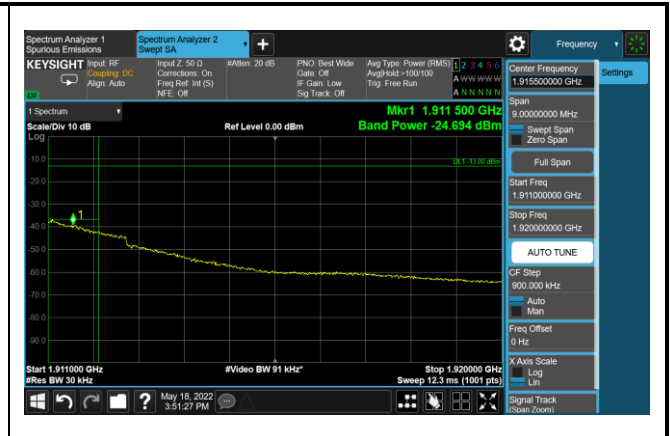 Spectrum Analyzer 1
Spurious Emissions
Spectrum Analyzer 2
Swept SA
Frequency
KEYSIGHT
Input: RF
Coupling: DC
Align: Auto
Input Z: 50 Ω
Corrections: On
Freq Ref: Int (S)
NFE: Off
#Atten: 20 dB
PNO: Best Wide
Gate: Off
IF Gain: Low
Sig Track: Off
Avg Type: Power (RMS)
Avg|Hold:>100/100
Trig: Free Run
1 2 3 4 5 6
A W W W W W
A N N N N N
1 Spectrum
Scale/Div 10 dB
Log
Ref Level 0.00 dBm
Mkr1 1.911 500 GHz
Band Power -24.694 dBm
DL1 -13.00 dBm
1
-10.0
-20.0
-30.0
-40.0
-50.0
-60.0
-70.0
-80.0
-90.0
Start 1.911000 GHz
#Res BW 30 kHz
#Video BW 91 kHz*
Stop 1.920000 GHz
Sweep 12.3 ms (1001 pts)
May 18, 2022
3:51:27 PM
Center Frequency
1.915500000 GHz
Settings
Span
9.00000000 MHz
Swept Span
Zero Span
Full Span
Start Freq
1.911000000 GHz
Stop Freq
1.920000000 GHz
AUTO TUNE
CF Step
900.000 kHz
Auto
Man
Freq Offset
0 Hz
X Axis Scale
Log
Lin
Signal Track
(Span Zoom)